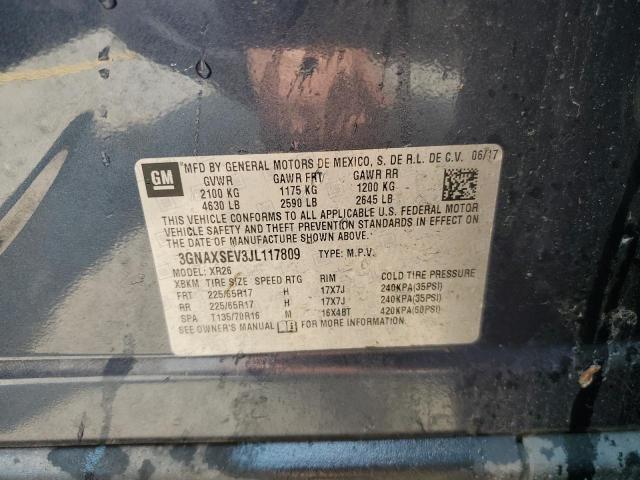 GM
MFD BY GENERAL MOTORS DE MEXICO, S. DE R.L. DE C.V. 06/17
GVWR GAWR FRT GAWR RR
2100 KG 1175 KG 1200 KG
4630 LB 2590 LB 2645 LB
THIS VEHICLE CONFORMS TO ALL APPLICABLE U.S. FEDERAL MOTOR
VEHICLE SAFETY AND THEFT PREVENTION STANDARDS IN EFFECT
ON THE DATE OF MANUFACTURE SHOWN ABOVE.
3GNAXSEV3JL117809 TYPE: M.P.V.
MODEL: XR26
XBKM TIRE SIZE SPEED RTG RIM COLD TIRE PRESSURE
FRT 225/65R17 H 17X7J 240KPA(35PSI)
RR 225/65R17 H 17X7J 240KPA(35PSI)
SPA T135/70R16 M 16X4BT 420KPA(60PSI)
SEE OWNER'S MANUAL FOR MORE INFORMATION.